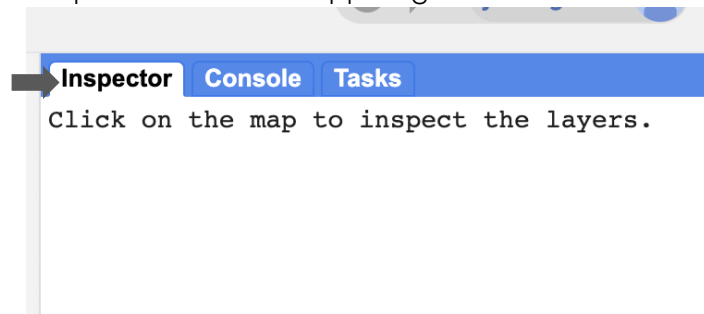 Inspector Console Tasks
Click on the map to inspect the layers.